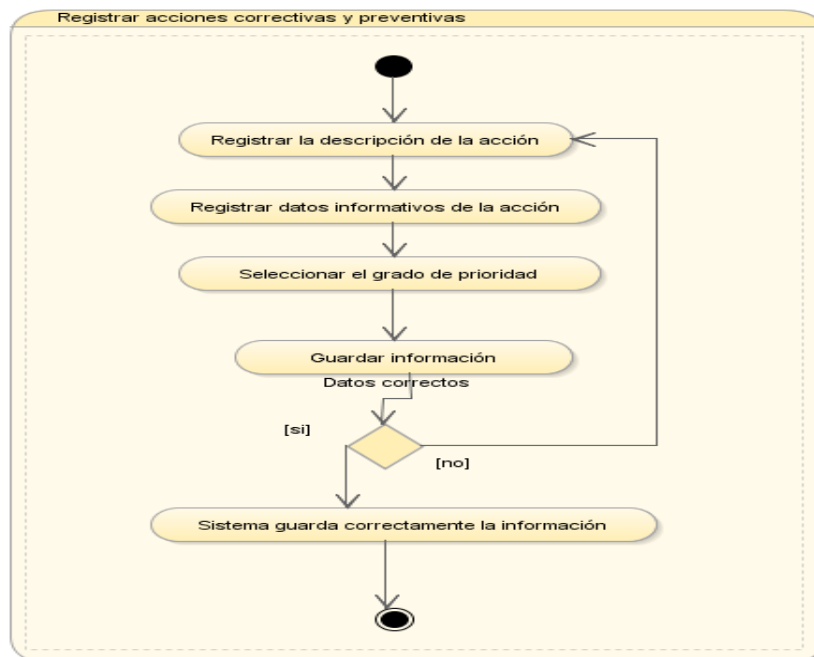 Registrar acciones correctivas y preventivas
Registrar la descripción de la acción
Registrar datos informativos de la acción
Seleccionar el grado de prioridad
Guardar información
Datos correctos
[si]
[no]
Sistema guarda correctamente la información